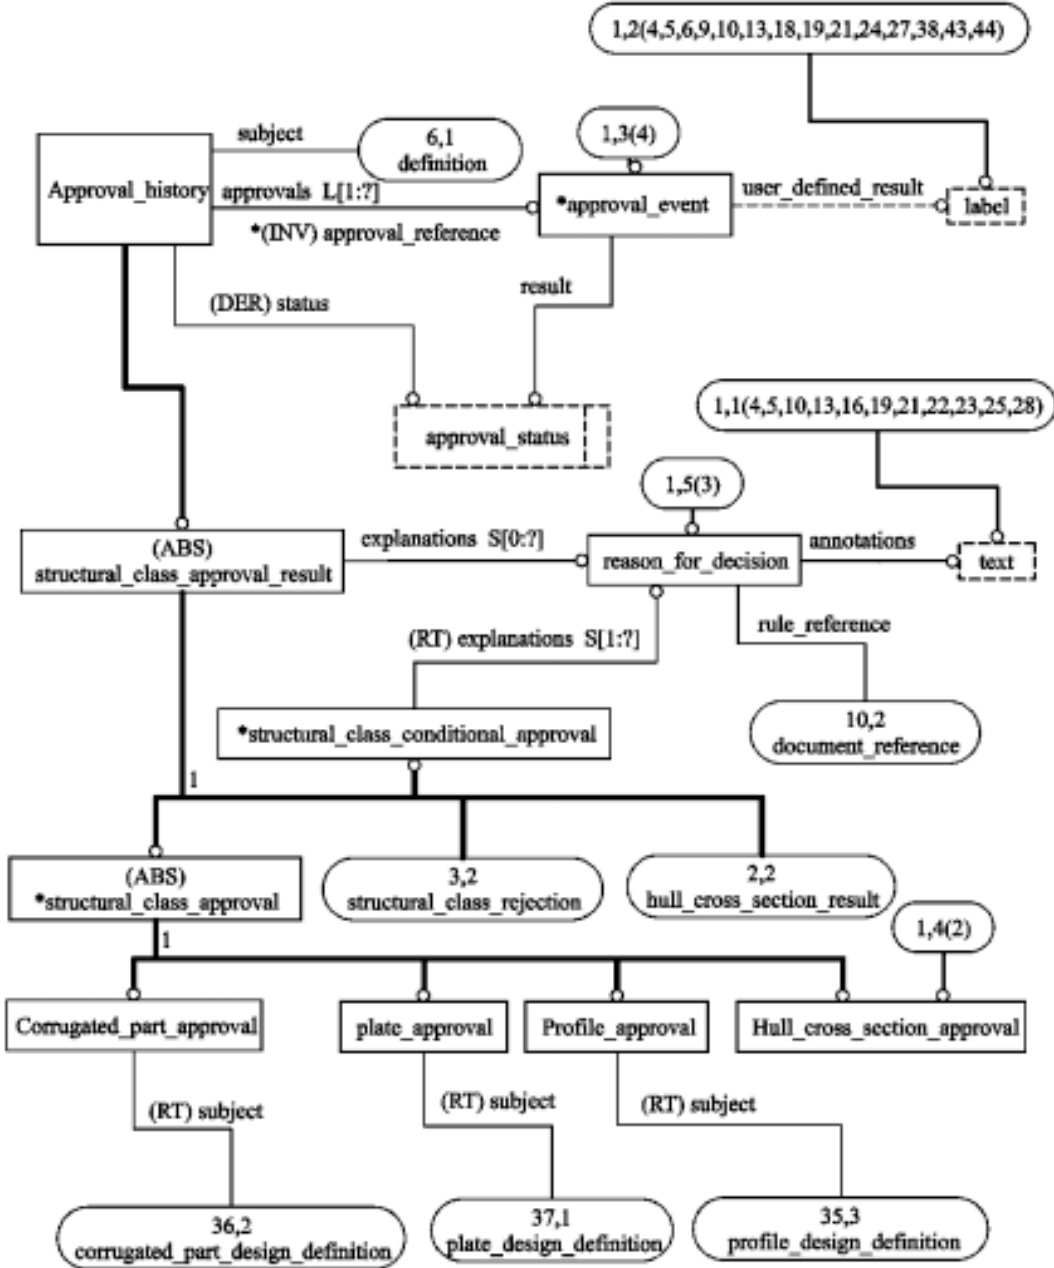 1,2(4,5,6,9,10,13,18,19,21,24,27,38,43,44)
subject
6,1
definition
1,3(4)
Approval_history
approvals L[1:?]
*approval_event
user_defined_result
label
*(INV) approval_reference
result
(DER) status
1,1(4,5,10,13,16,19,21,22,23,25,28)
approval_status
1,5(3)
(ABS)
structural_class_approval_result
explanations S[0:?]
reason_for_decision
annotations
text
rule_reference
(RT) explanations S[1:?]
10,2
document_reference
*structural_class_conditional_approval
1
(ABS)
*structural_class_approval
3,2
structural_class_rejection
2,2
hull_cross_section_result
1,4(2)
1
Corrugated_part_approval
plate_approval
Profile_approval
Hull_cross_section_approval
(RT) subject
(RT) subject
(RT) subject
36,2
corrugated_part_design_definition
37,1
plate_design_definition
35,3
profile_design_definition